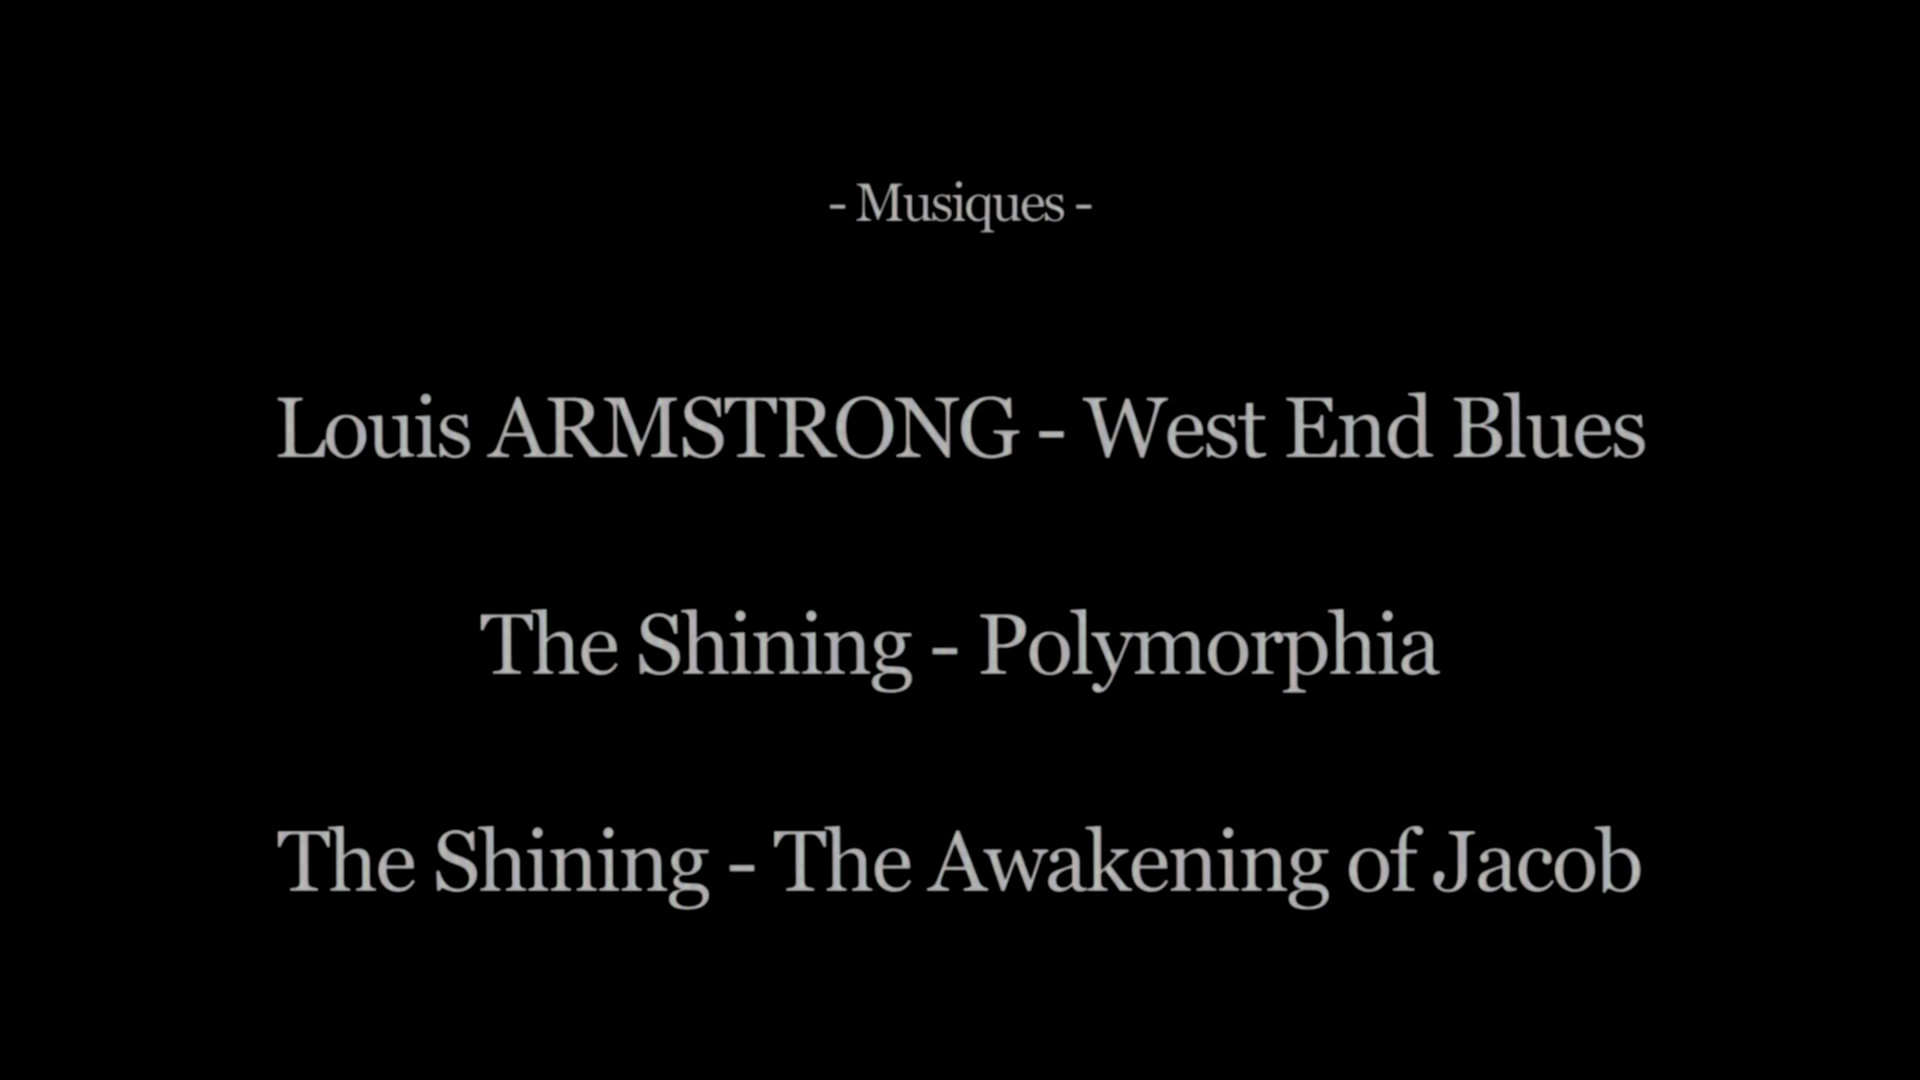 - Musiques -
Louis ARMSTRONG - West End Blues
The Shining - Polymorphia
The Shining - The Awakening of Jacob